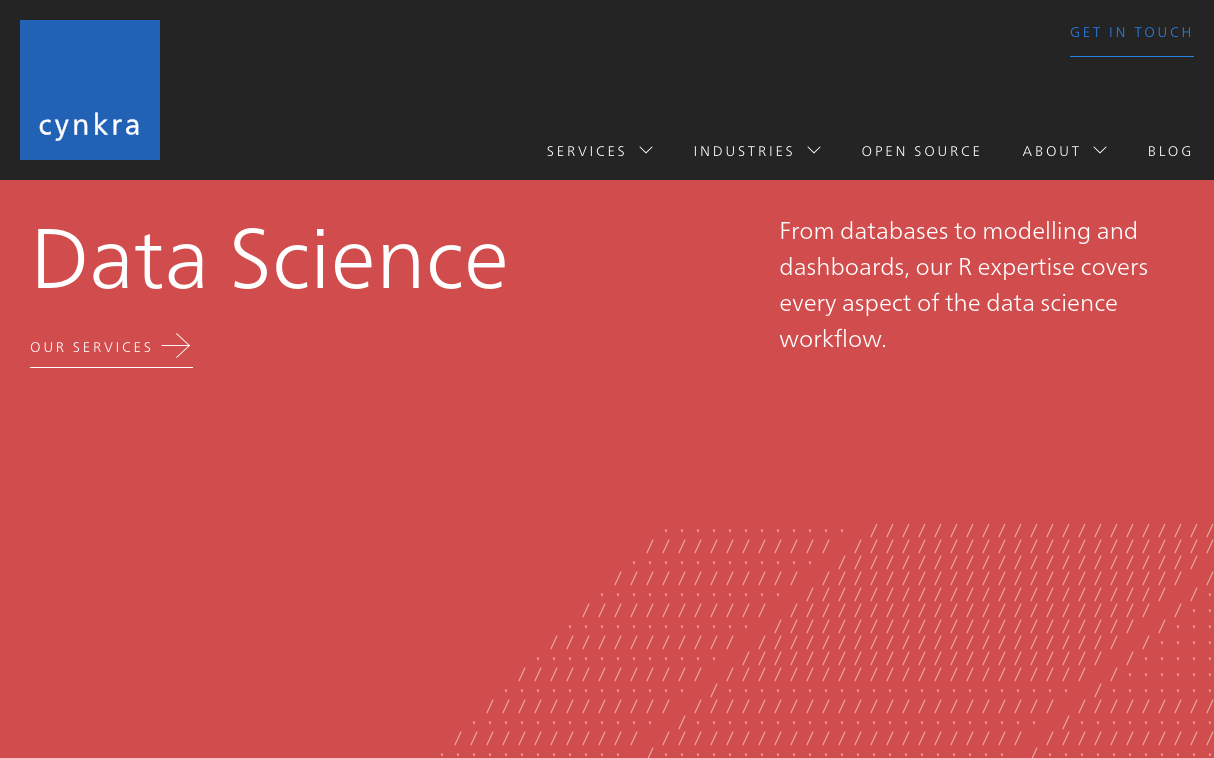 GET IN TOUCH
cynkra
SERVICES INDUSTRIES OPEN SOURCE ABOUT BLOG
Data Science
OUR SERVICES
From databases to modelling and
dashboards, our R expertise covers
every aspect of the data science
workflow.